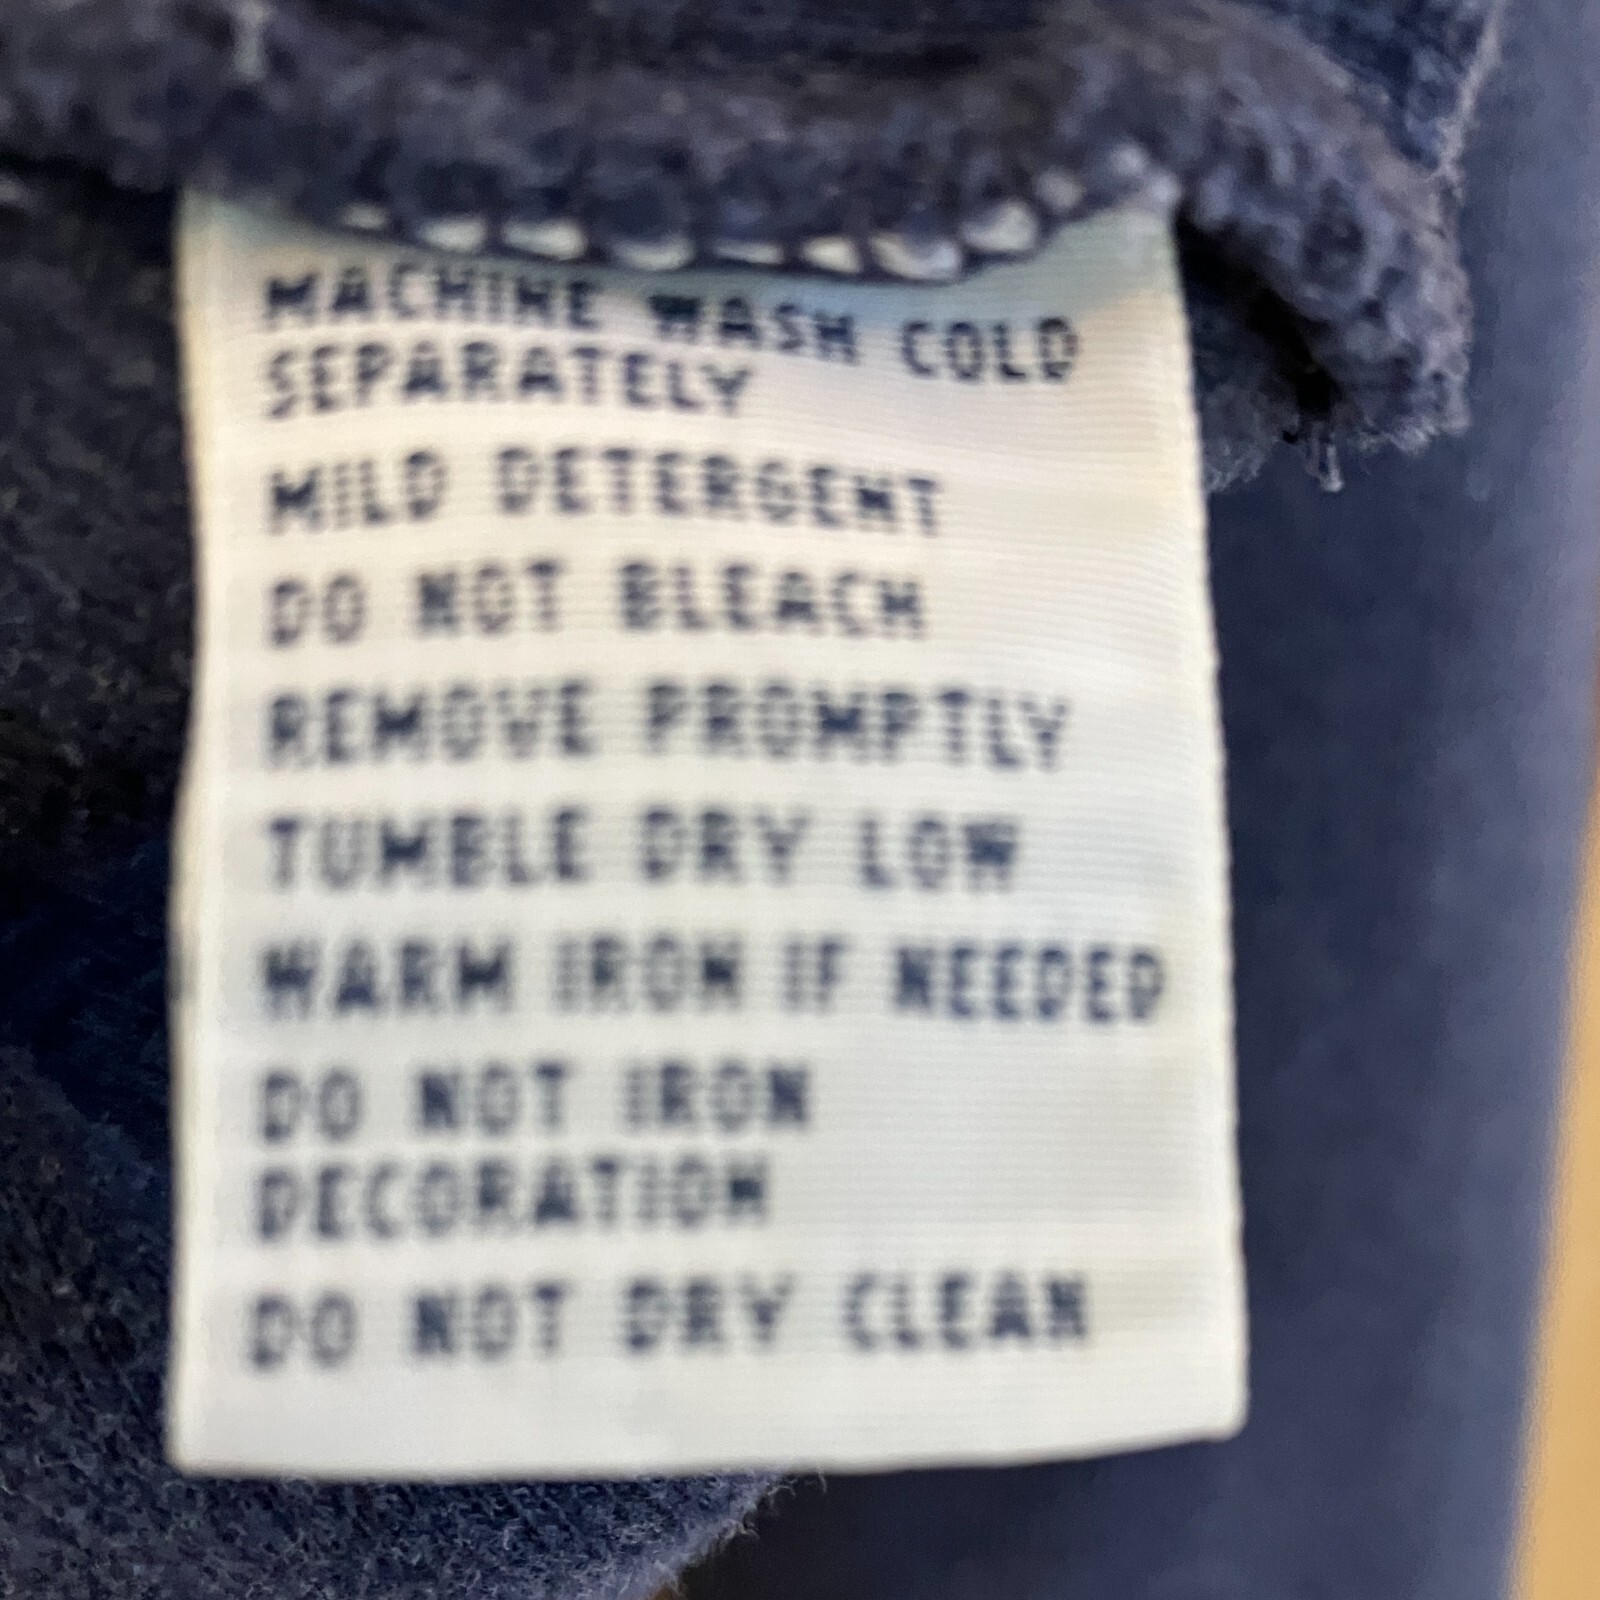 MACHINE WASH COLD
SEPARATELY
MILD DETERGENT
DO NOT BLEACH
REMOVE PROMPTLY
TUMBLE DRY LOW
WARM IRON IF NEEDED
DO NOT IRON
DECORATION
DO NOT DRY CLEAN